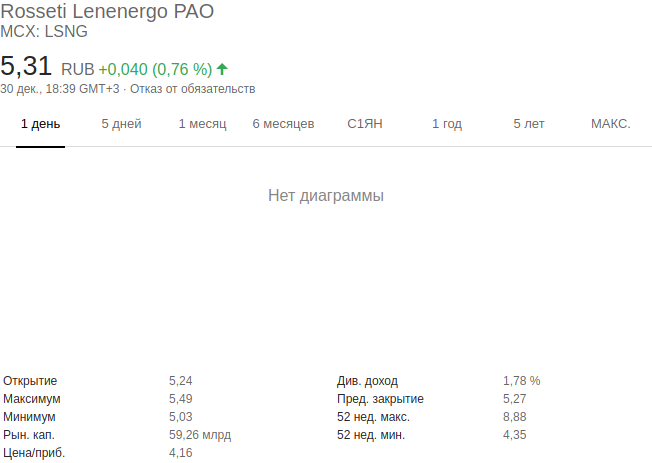 Rosseti Lenenergo PAO
MCX: LSNG
5,31 RUB +0,040 (0,76 %)
30 дек., 18:39 GMT+3 · Отказ от обязательств
1 день 5 дней 1 месяц 6 месяцев С1ЯН 1 год 5 лет МАКС.
Нет диаграммы
Открытие 5,24 Див. доход 1,78 %
Максимум 5,49 Пред. закрытие 5,27
Минимум 5,03 52 нед. макс. 8,88
Рын. кап. 59,26 млрд 52 нед. мин. 4,35
Цена/приб. 4,16